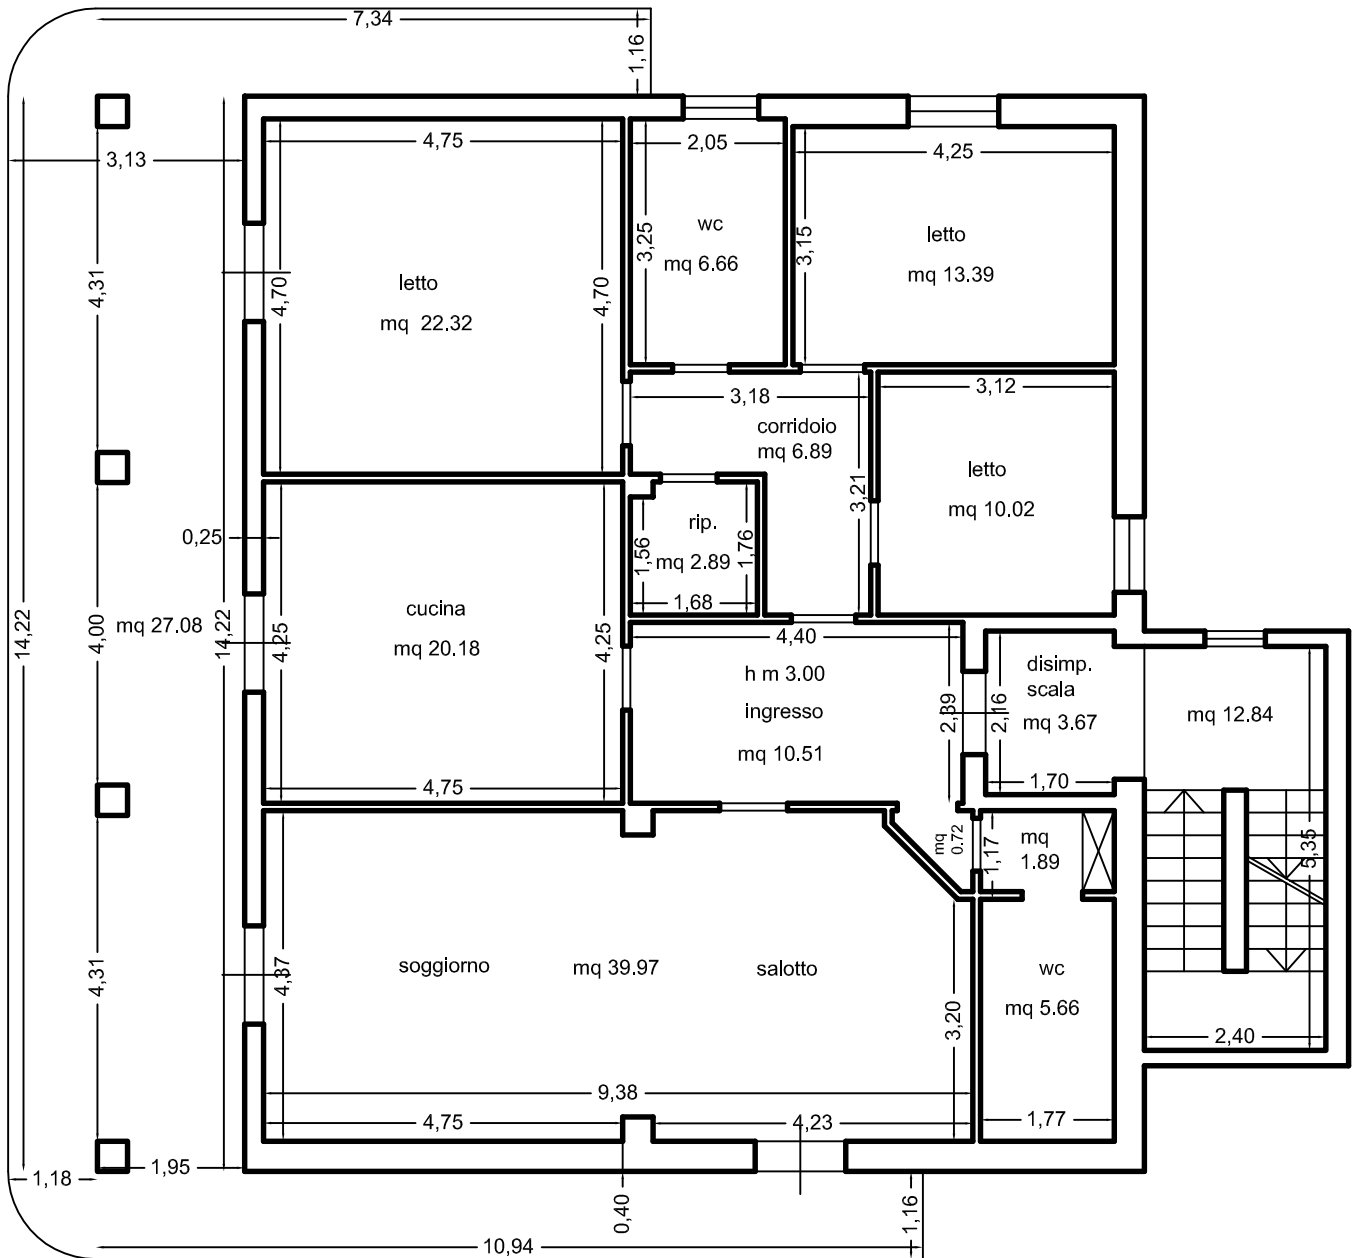 7,34
1,16
3,13
4,75
2,05
4,25
3,25
3,15
wc
mq 6.66
letto
mq 13.39
4,31
4,70
4,70
letto
mq 22.32
3,12
3,18
corridoio
mq 6.89
letto
mq 10.02
3,21
0,25
rip.
mq 2.89
1,56
1,76
1,68
cucina
mq 20.18
14,22
4,00
mq 27.08
14,22
4,25
4,25
4,40
h m 3.00
ingresso
mq 10.51
2,39
2,16
disimp.
scala
mq 3.67
mq 12.84
1,70
4,75
mq
0.72
1,17
mq
1.89
5,35
4,31
4,37
soggiorno
mq 39.97
salotto
3,20
wc
mq 5.66
2,40
9,38
4,75
4,23
1,77
1,18
1,95
0,40
1,16
10,94